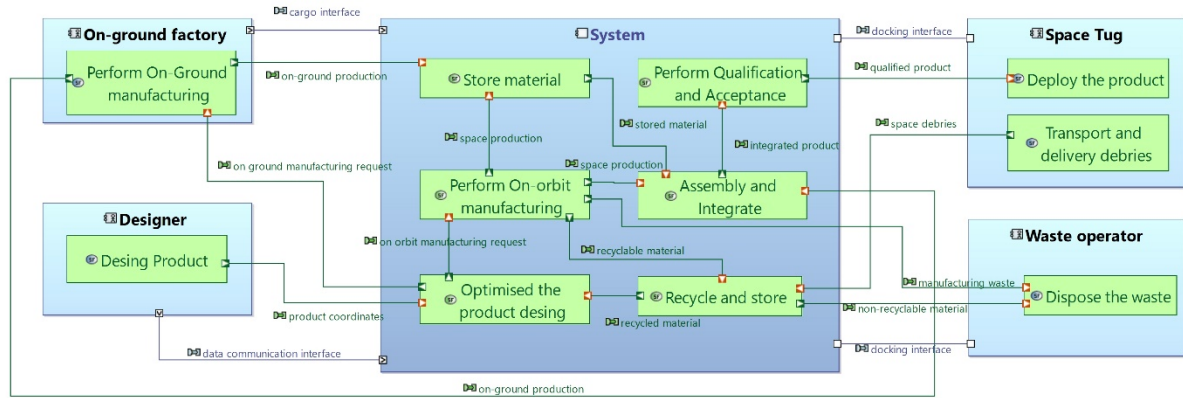 cargo interface
On-ground factory
System
docking interface
Space Tug
Perform On-Ground
manufacturing
on-ground production
Store material
Perform Qualification
and Acceptance
qualified product
Deploy the product
space production
stored material
integrated product
space debries
Transport and
delivery debries
on ground manufacturing request
space production
Perform On-orbit
manufacturing
Assembly and
Integrate
Designer
Desing Product
on orbit manufacturing request
recyclable material
Waste operator
manufacturing waste
Optimised the
product desing
Recycle and store
Dispose the waste
product coordinates
recycled material
non-recyclable material
data communication interface
docking interface
on-ground production